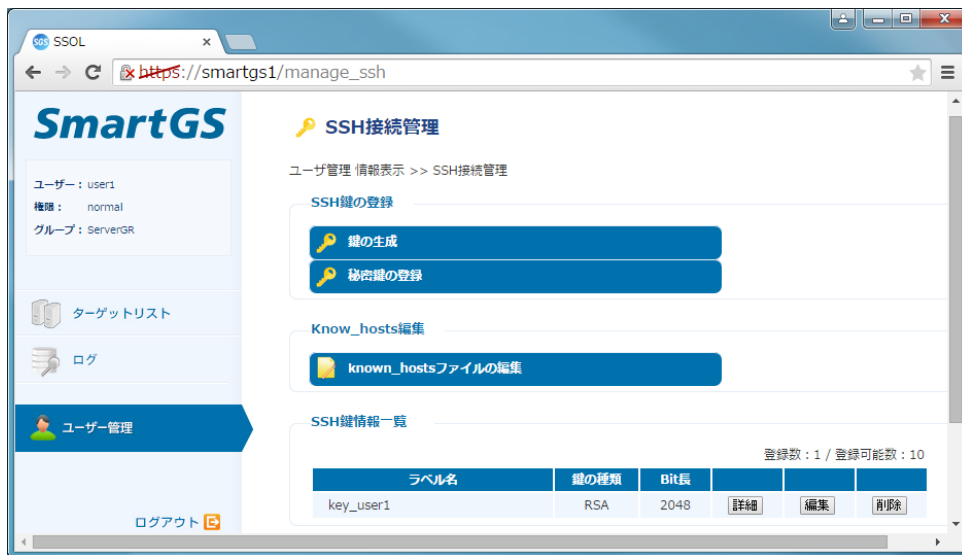 SGS SSOL
https://smartgs1/manage_ssh
SmartGS
ユーザー : user1
権限 : normal
グループ : ServerGR
ターゲットリスト
ログ
ユーザー管理
ログアウト
SSH接続管理
ユーザ管理 情報表示 >> SSH接続管理
SSH鍵の登録
鍵の生成
秘密鍵の登録
Know_hosts編集
known_hostsファイルの編集
SSH鍵情報一覧
登録数 : 1 / 登録可能数 : 10
ラベル名 鍵の種類 Bit長
key_user1 RSA 2048 詳細 編集 削除